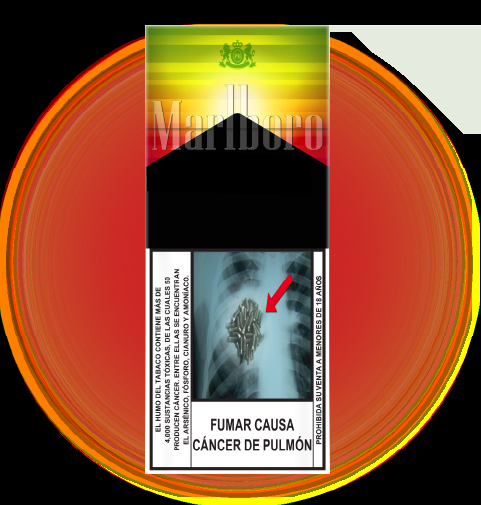 Marlboro
EL HUMO DEL TABACO CONTIENE MÁS DE
4,000 SUSTANCIAS TÓXICAS, DE LAS CUALES 50
PRODUCEN CÁNCER. ENTRE ELLAS SE ENCUENTRAN
EL ARSÉNICO, FÓSFORO, CIANURO Y AMONÍACO.
FUMAR CAUSA
CÁNCER DE PULMÓN
PROHIBIDA SU VENTA A MENORES DE 18 AÑOS